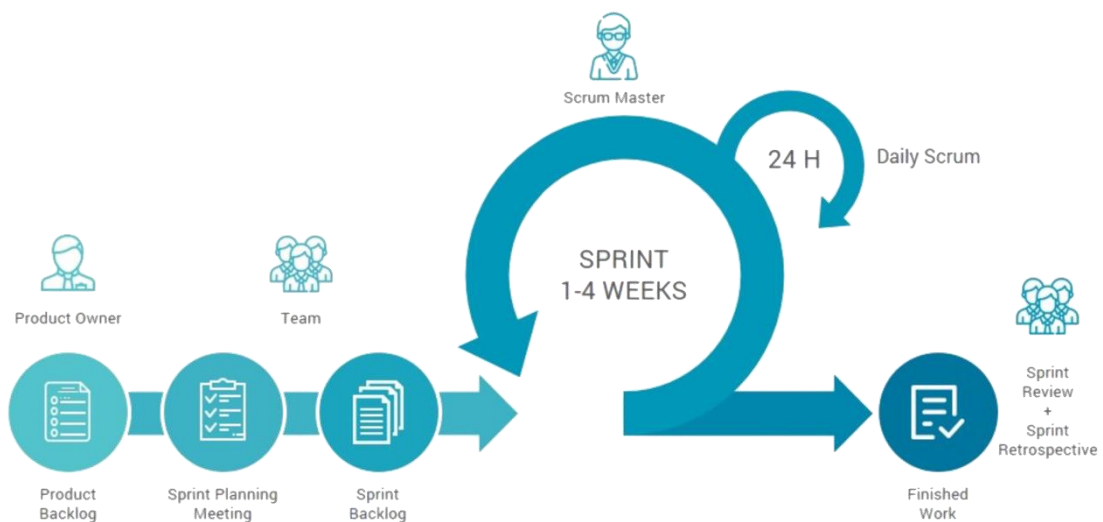 Scrum Master
24 H
Daily Scrum
SPRINT
1-4 WEEKS
Product Owner
Team
Sprint
Review
+
Sprint
Retrospective
Product
Backlog
Sprint Planning
Meeting
Sprint
Backlog
Finished
Work